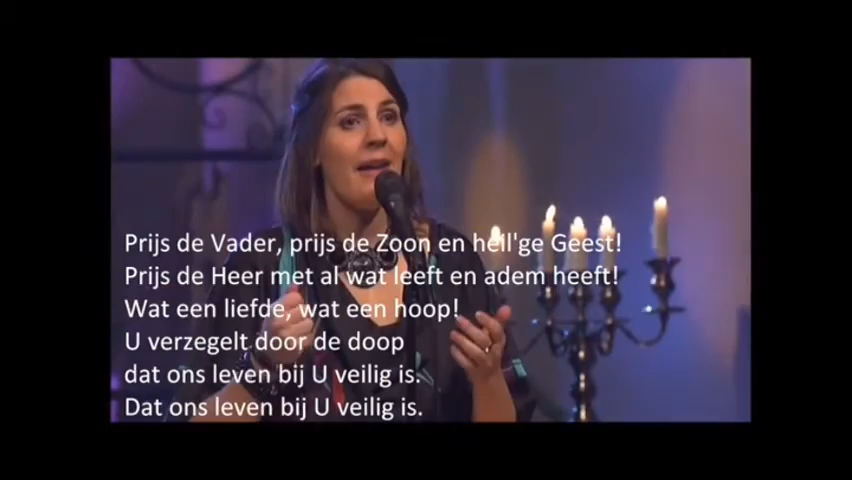 Prijs de Vader, prijs de Zoon en heil'ge Geest!
Prijs de Heer met al wat leeft en adem heeft!
Wat een liefde, wat een hoop!
U verzegelt door de doop
dat ons leven bij U veilig is.
Dat ons leven bij U veilig is.